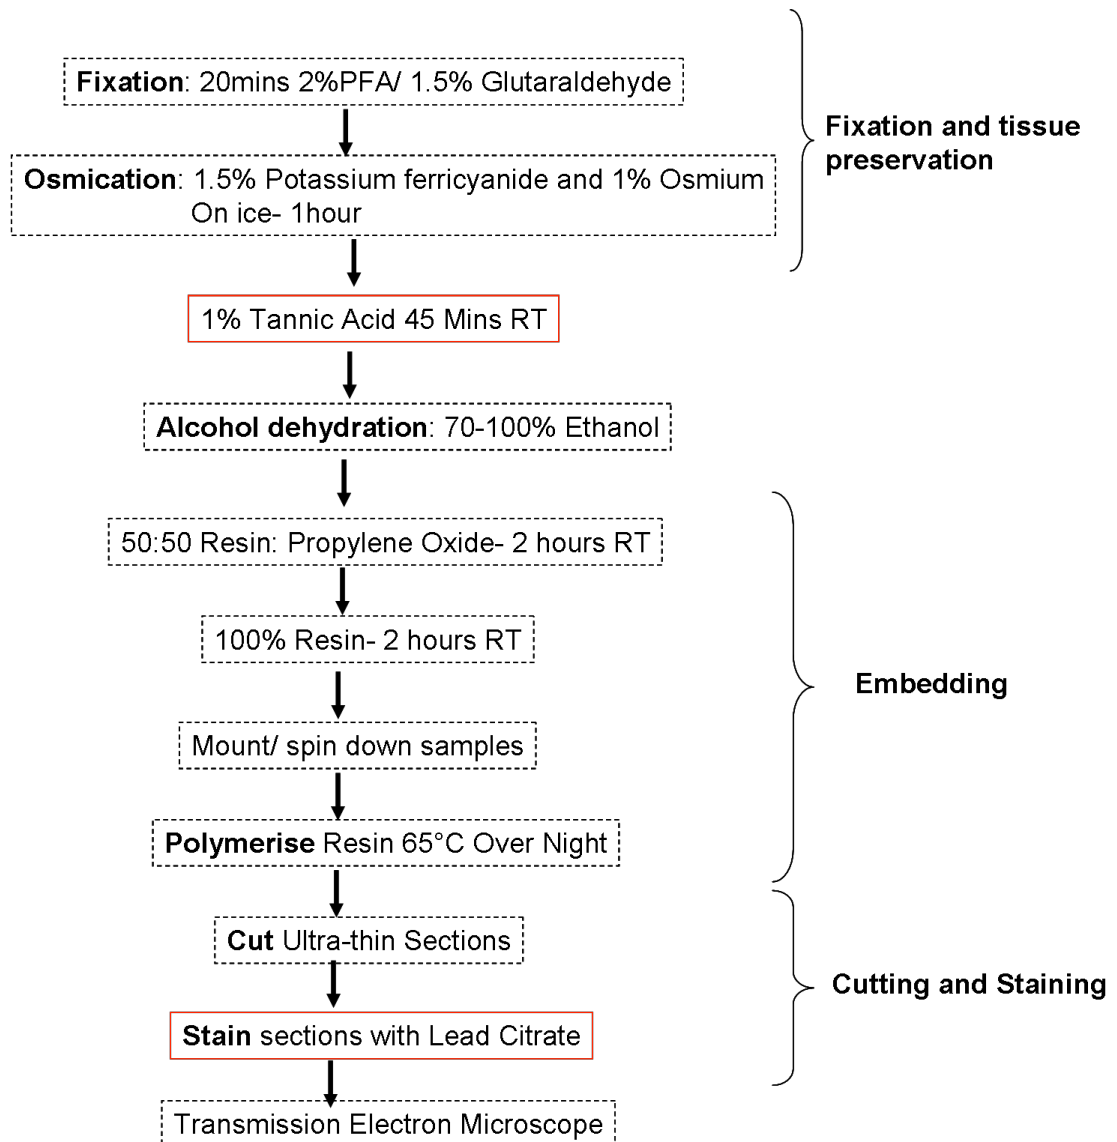 Fixation: 20mins 2%PFA/ 1.5% Glutaraldehyde
Fixation and tissue
preservation
Osmication: 1.5% Potassium ferricyanide and 1% Osmium
On ice- 1hour
1% Tannic Acid 45 Mins RT
Alcohol dehydration: 70-100% Ethanol
50:50 Resin: Propylene Oxide- 2 hours RT
100% Resin- 2 hours RT
Embedding
Mount/ spin down samples
Polymerise Resin 65°C Over Night
Cut Ultra-thin Sections
Cutting and Staining
Stain sections with Lead Citrate
Transmission Electron Microscope